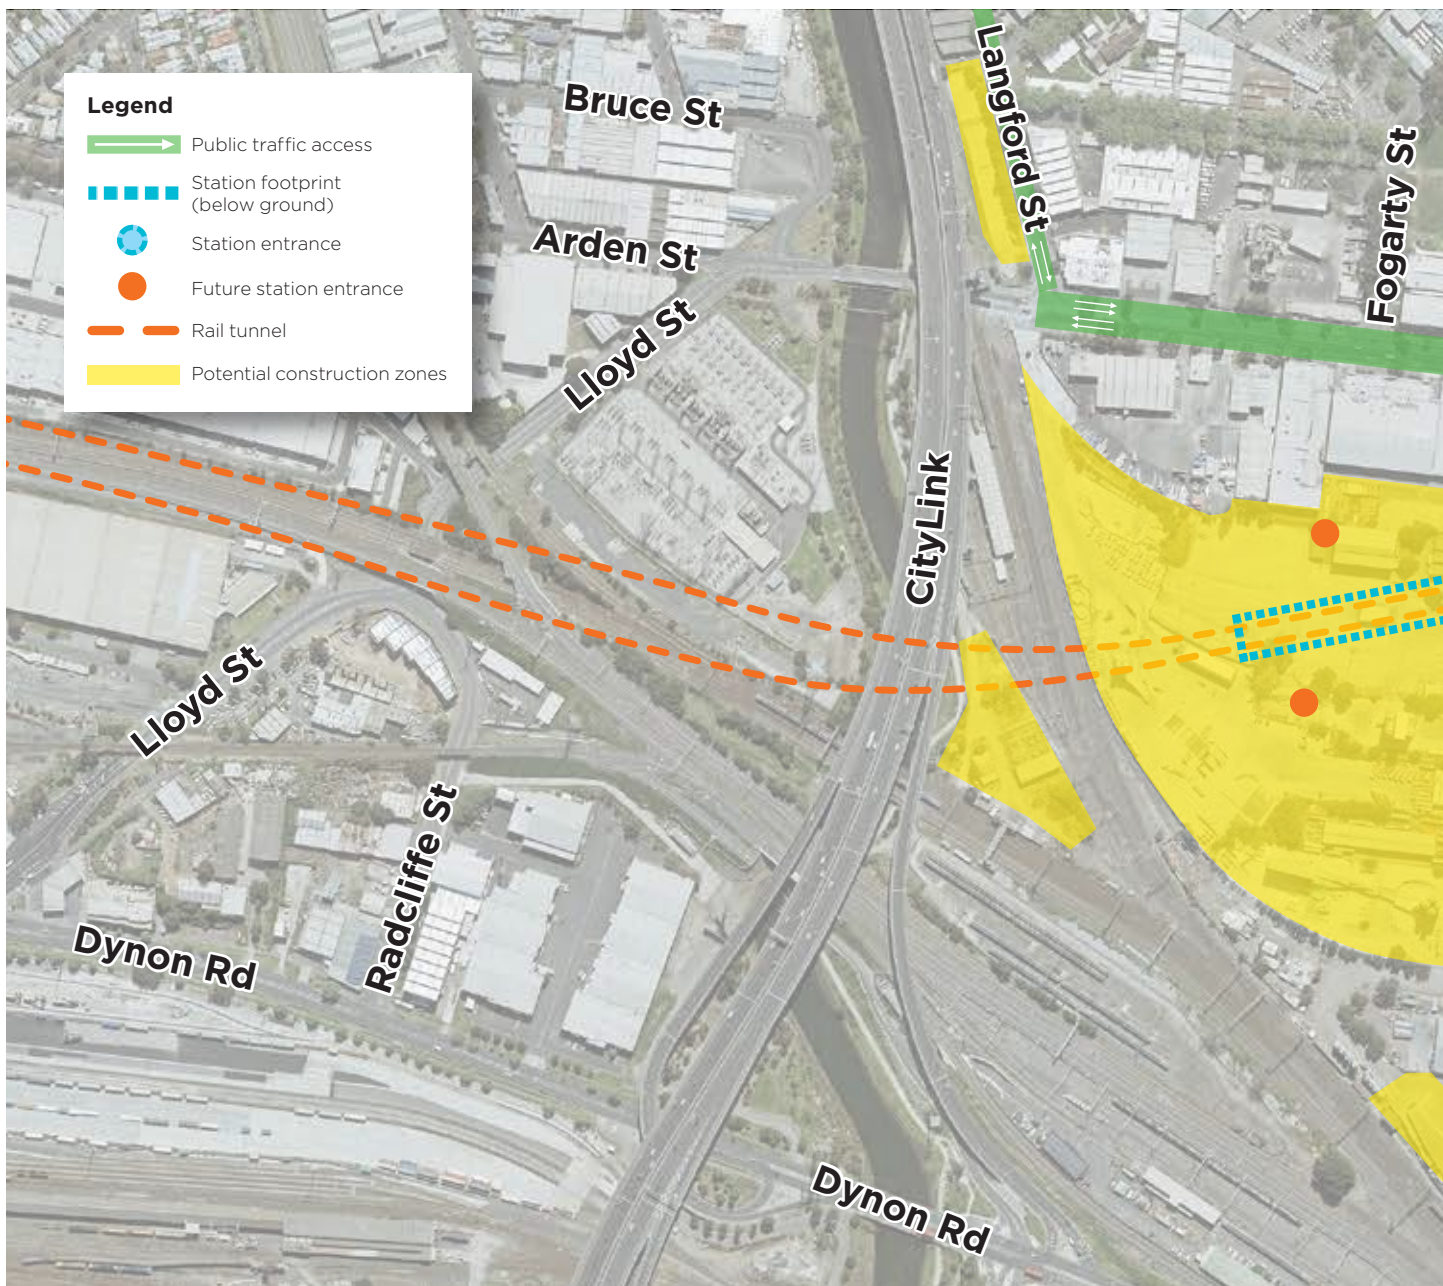 Legend
Public traffic access
Station footprint
(below ground)
Station entrance
Future station entrance
Rail tunnel
Potential construction zones
Bruce St
Langford St
Fogarty St
Arden St
Lloyd St
CityLink
Lloyd St
Radcliffe St
Dynon Rd
Dynon Rd